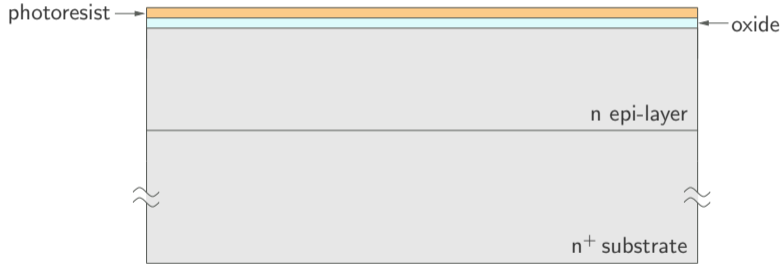 photoresist
oxide
n epi-layer
n⁺ substrate